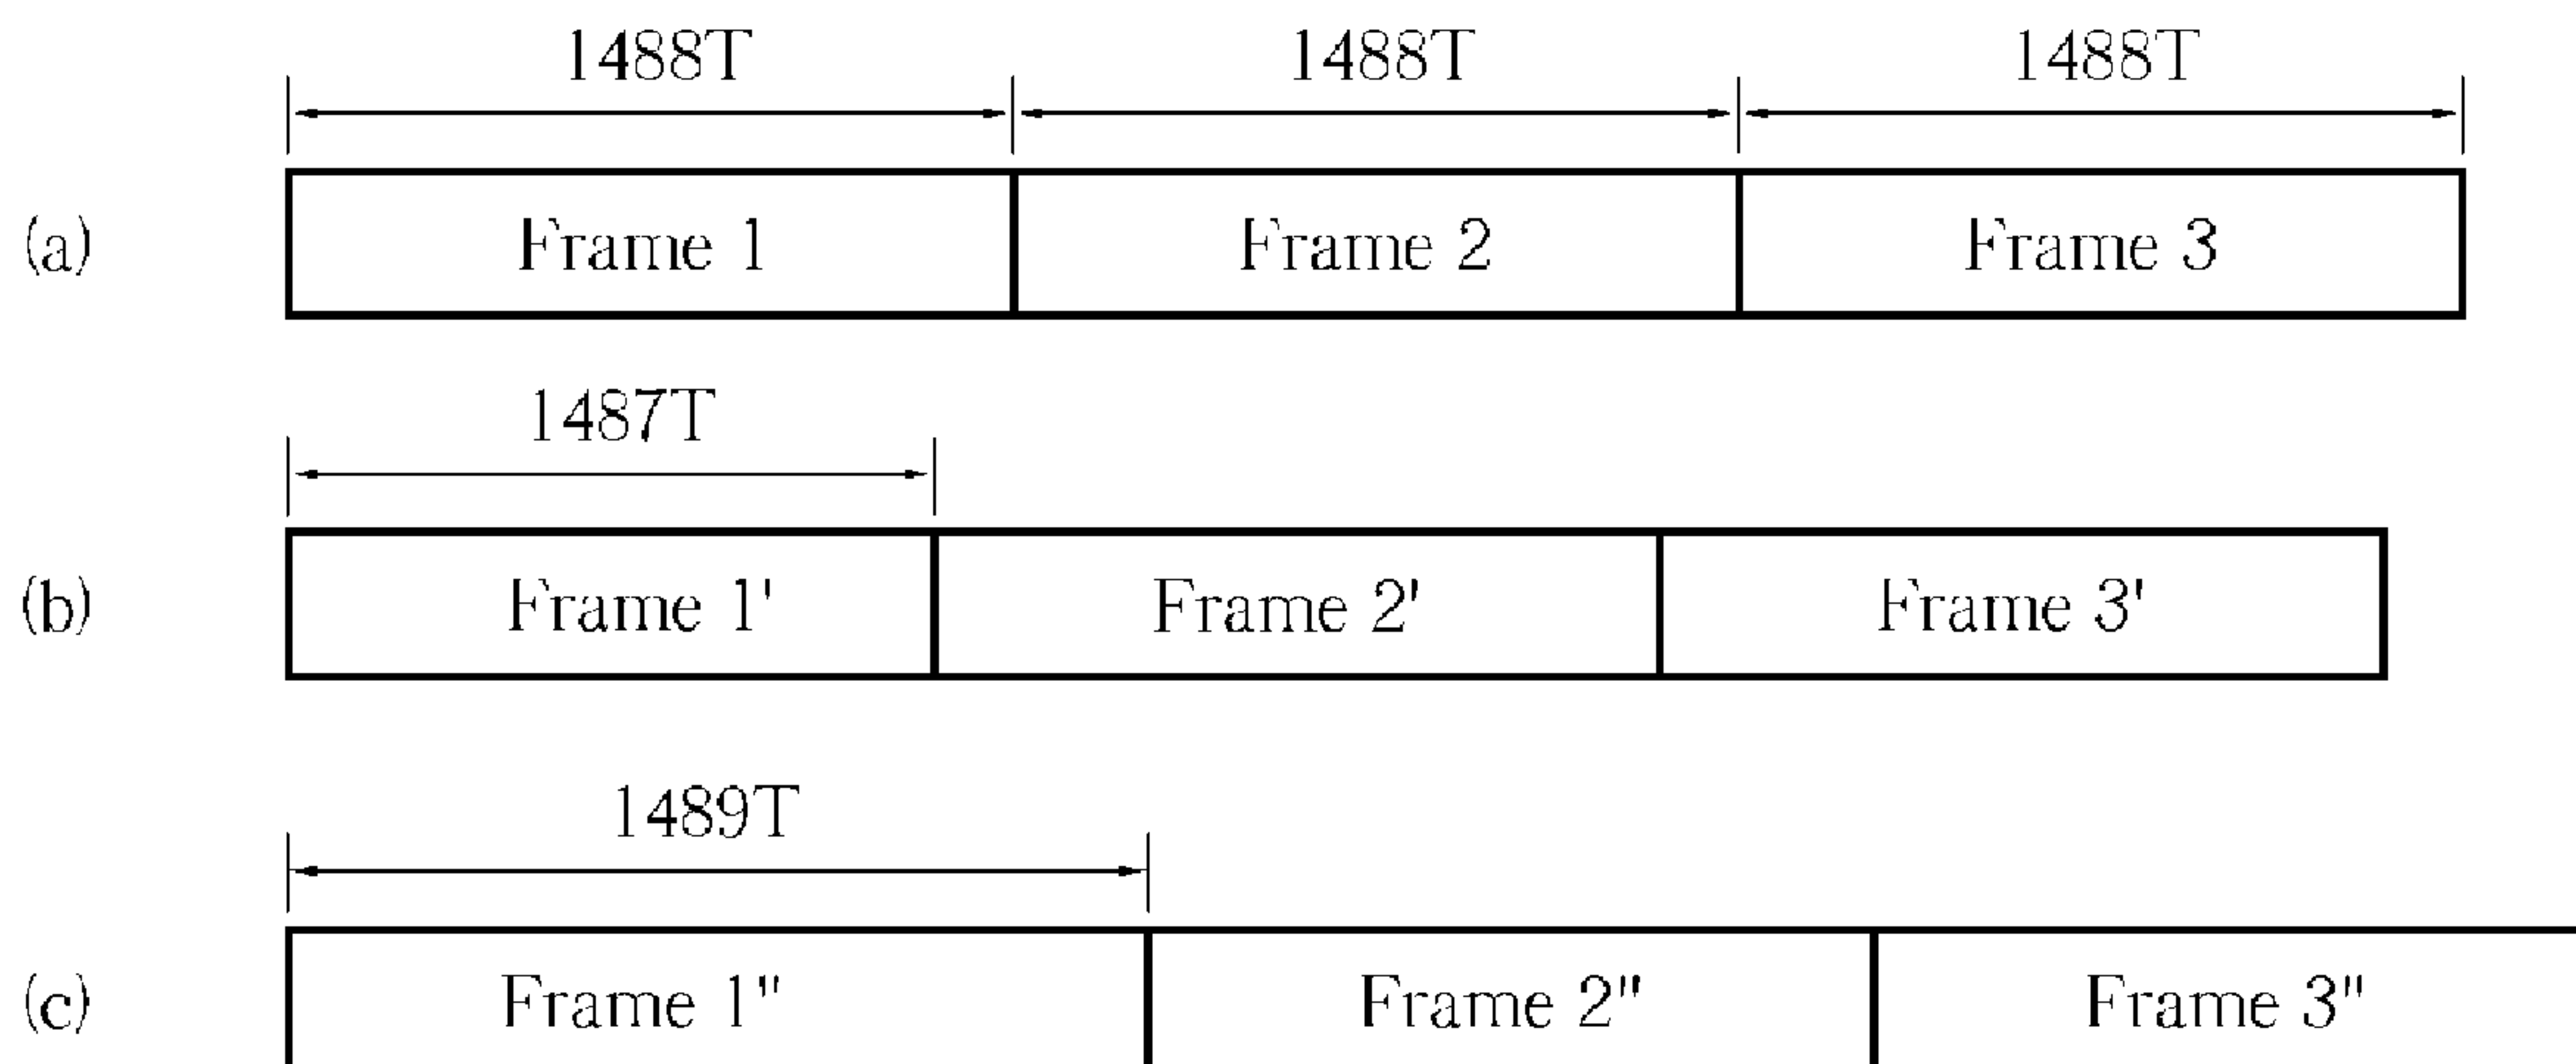 1488T 1488T 1488T
(a) Frame 1 Frame 2 Frame 3
1487T
(b) Frame 1' Frame 2' Frame 3'
1489T
(c) Frame 1" Frame 2" Frame 3"